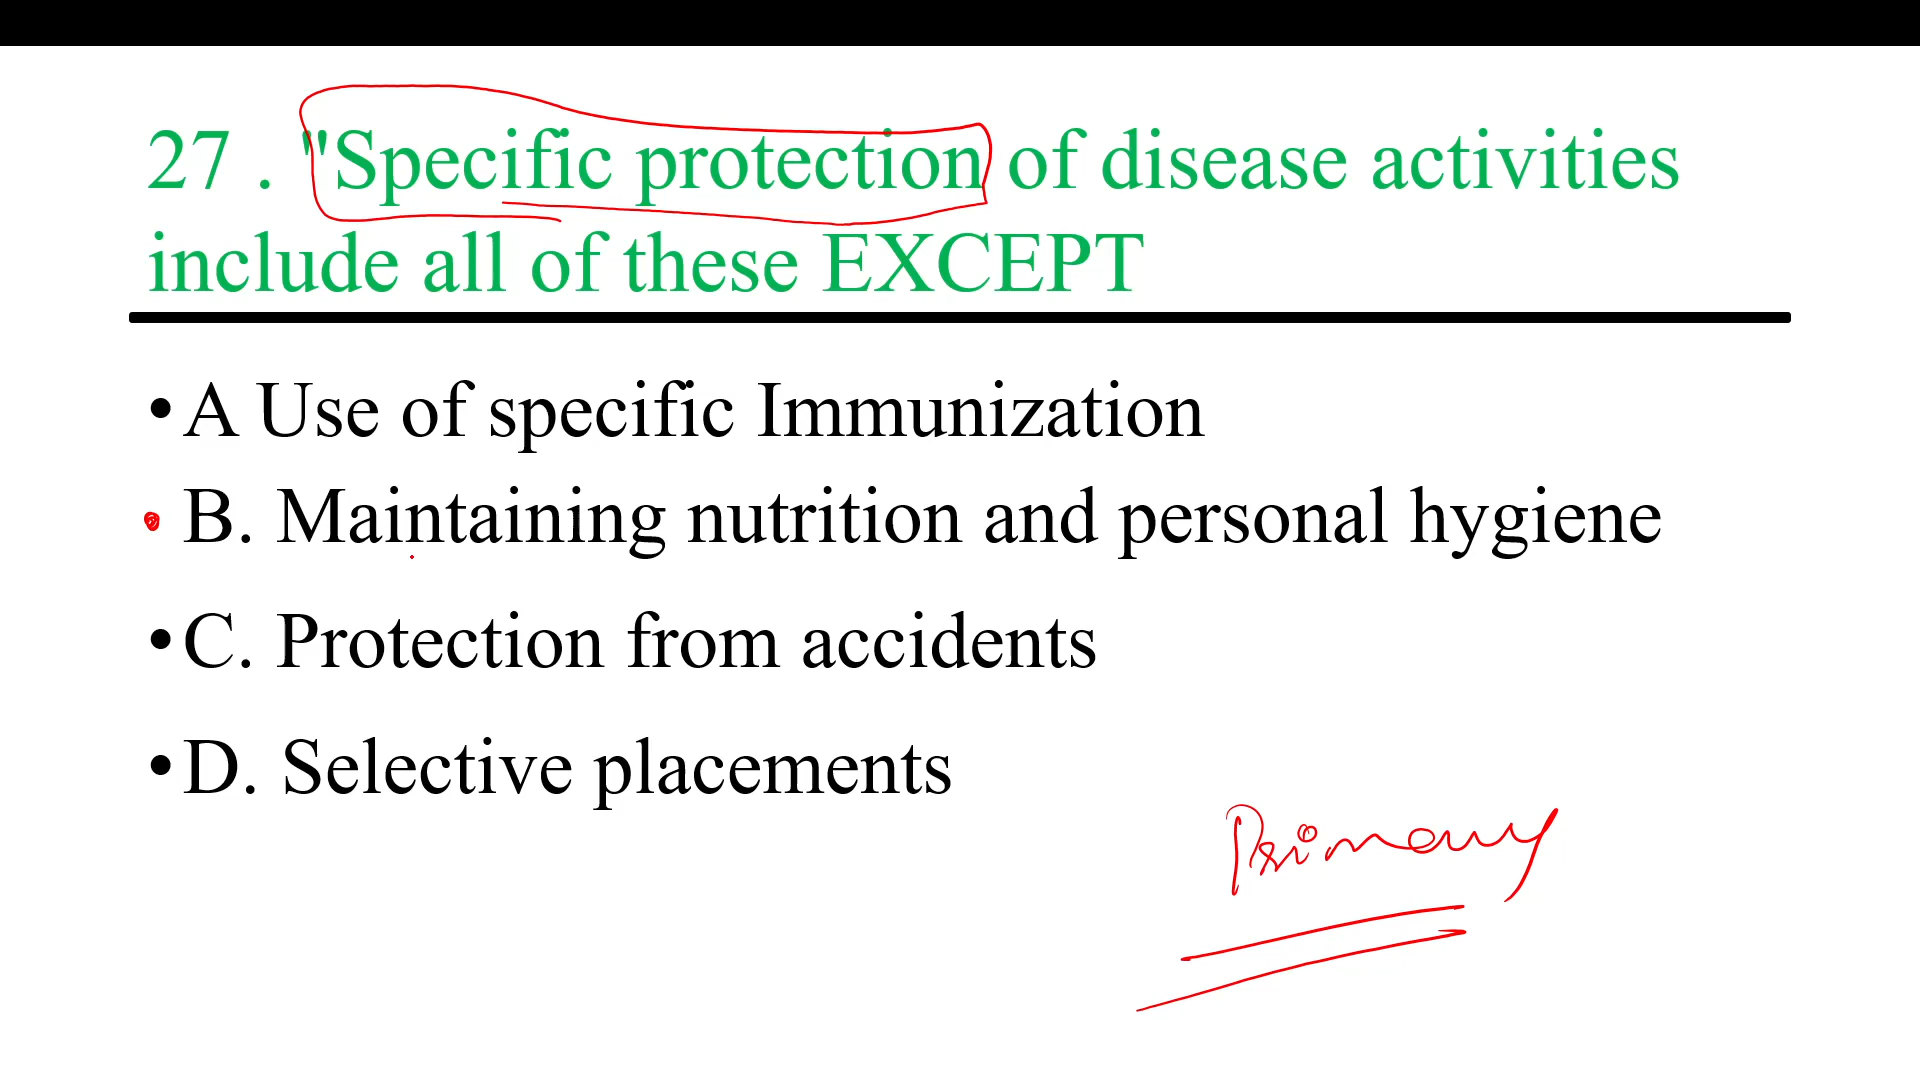 27 . "Specific protection of disease activities
include all of these EXCEPT
•A Use of specific Immunization
B. Maintaining nutrition and personal hygiene
•C. Protection from accidents
•D. Selective placements
Primary